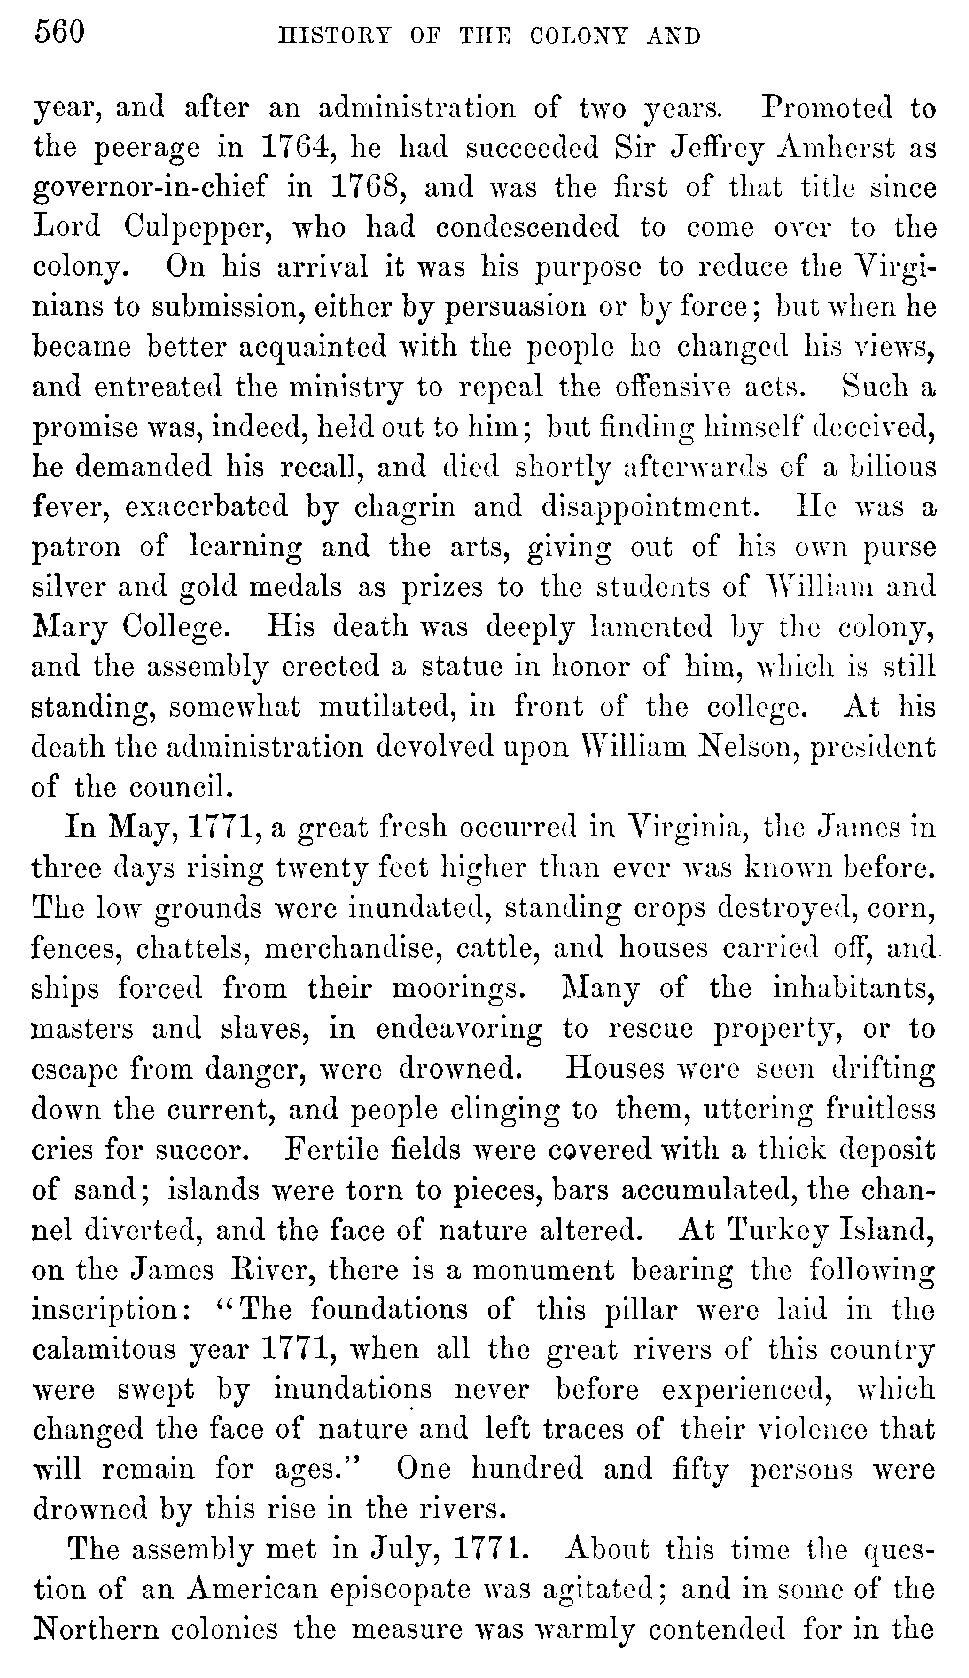 560 HISTORY OF THE COLONY AND
year, and after an administration of two years. Promoted to
the peerage in 1764, he had succeeded Sir Jeffrey Amherst as
governor-in-chief in 1768, and was the first of that title since
Lord Culpepper, who had condescended to come over to the
colony. On his arrival it was his purpose to reduce the Virgi-
nians to submission, either by persuasion or by force; but when he
became better acquainted with the people he changed his views,
and entreated the ministry to repeal the offensive acts. Such a
promise was, indeed, held out to him; but finding himself deceived,
he demanded his recall, and died shortly afterwards of a bilious
fever, exacerbated by chagrin and disappointment. He was a
patron of learning and the arts, giving out of his own purse
silver and gold medals as prizes to the students of William and
Mary College. His death was deeply lamented by the colony,
and the assembly erected a statue in honor of him, which is still
standing, somewhat mutilated, in front of the college. At his
death the administration devolved upon William Nelson, president
of the council.
In May, 1771, a great fresh occurred in Virginia, the James in
three days rising twenty feet higher than ever was known before.
The low grounds were inundated, standing crops destroyed, corn,
fences, chattels, merchandise, cattle, and houses carried off, and
ships forced from their moorings. Many of the inhabitants,
masters and slaves, in endeavoring to rescue property, or to
escape from danger, were drowned. Houses were seen drifting
down the current, and people clinging to them, uttering fruitless
cries for succor. Fertile fields were covered with a thick deposit
of sand; islands were torn to pieces, bars accumulated, the chan-
nel diverted, and the face of nature altered. At Turkey Island,
on the James River, there is a monument bearing the following
inscription: "The foundations of this pillar were laid in the
calamitous year 1771, when all the great rivers of this country
were swept by inundations never before experienced, which
changed the face of nature and left traces of their violence that
will remain for ages." One hundred and fifty persons were
drowned by this rise in the rivers.
The assembly met in July, 1771. About this time the ques-
tion of an American episcopate was agitated; and in some of the
Northern colonies the measure was warmly contended for in the